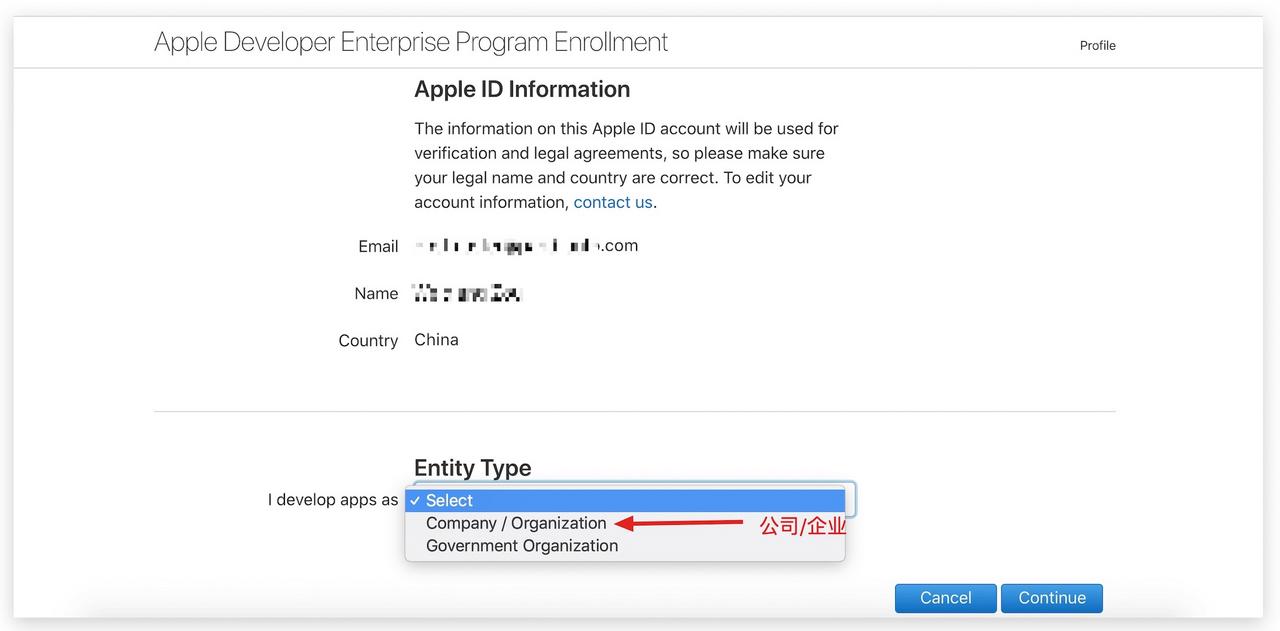 Apple Developer Enterprise Program Enrollment
Profile
Apple ID Information
The information on this Apple ID account will be used for
verification and legal agreements, so please make sure
your legal name and country are correct. To edit your
account information, contact us.
Email .com
Name
Country China
Entity Type
I develop apps as
✓ Select
Company / Organization
公司/企业
Government Organization
Cancel
Continue